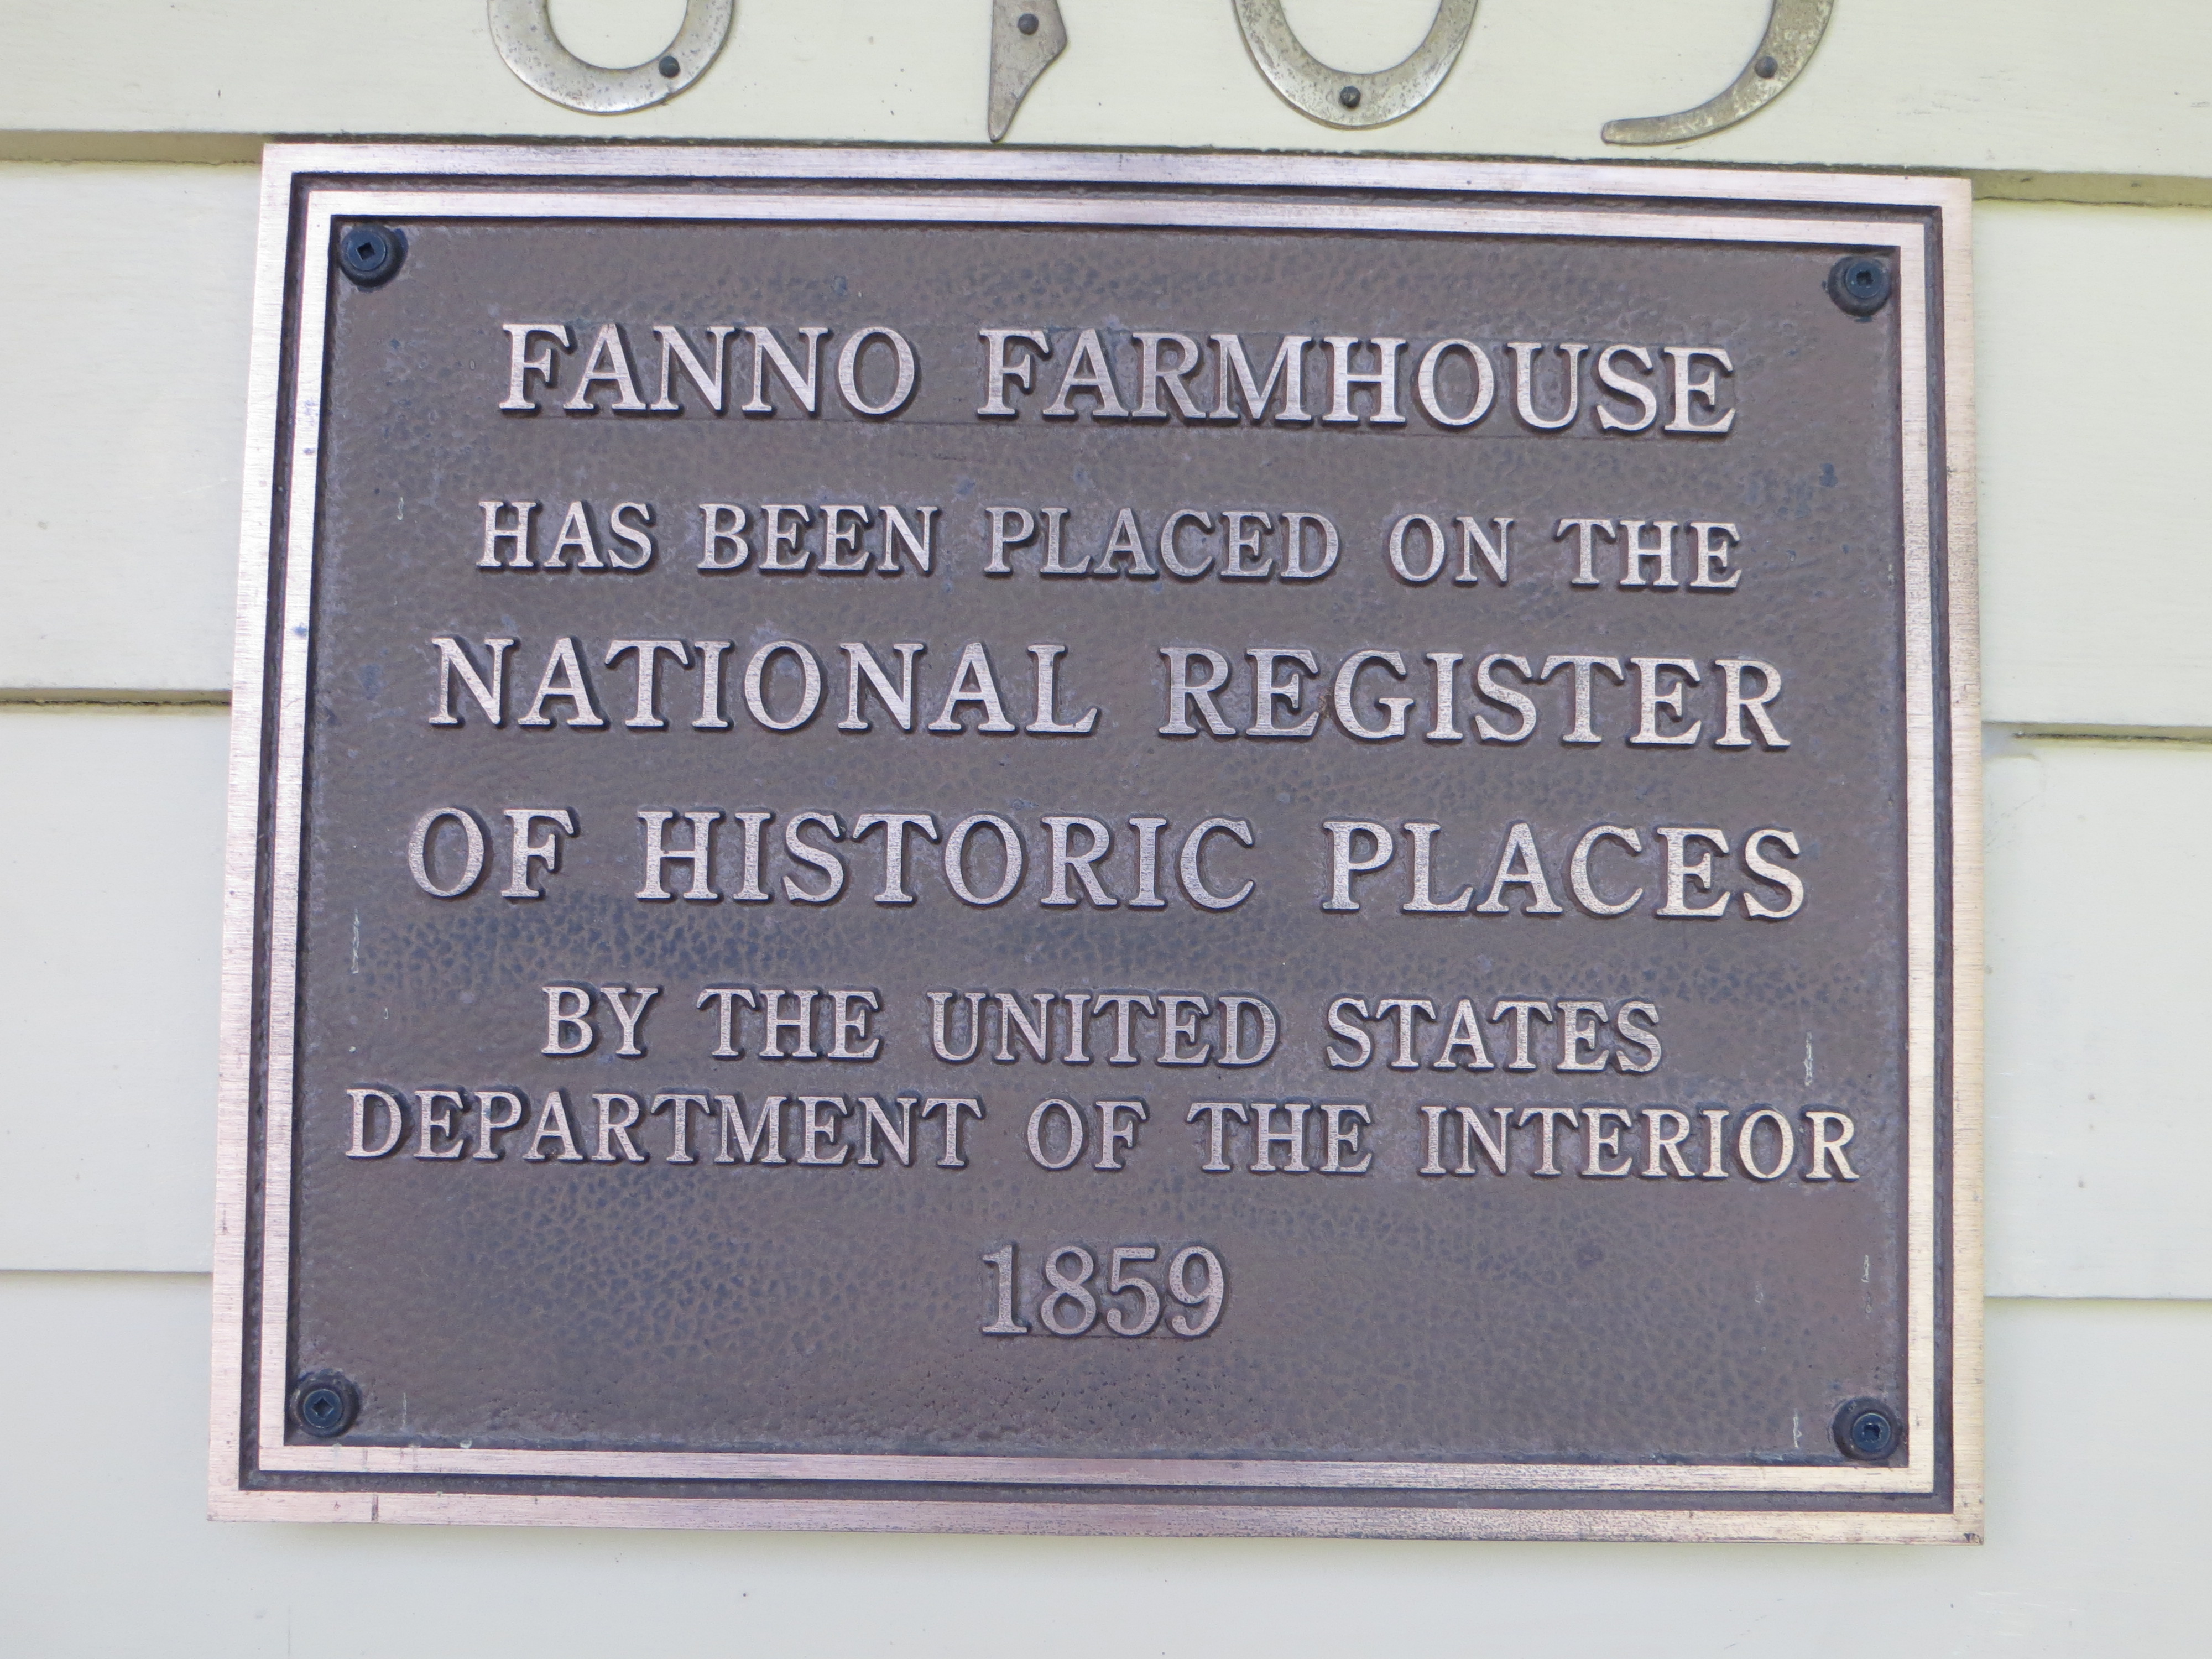 FANNO FARMHOUSE
HAS BEEN PLACED ON THE
NATIONAL REGISTER
OF HISTORIC PLACES
BY THE UNITED STATES
DEPARTMENT OF THE INTERIOR
1859